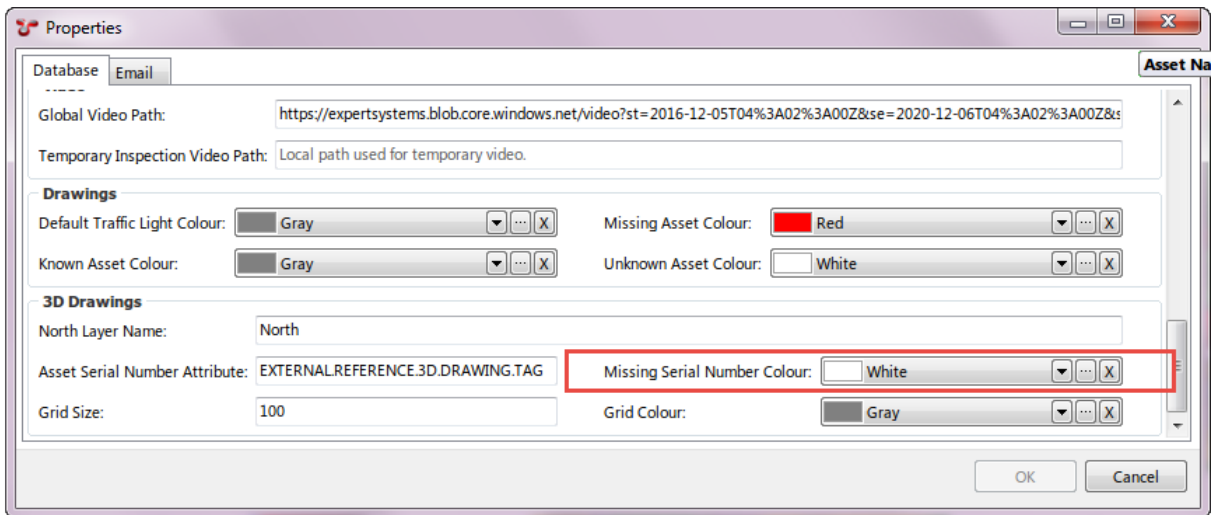 Properties
Database Email Asset Na
Global Video Path: https://expertsystems.blob.core.windows.net/video?st=2016-12-05T04%3A02%3A00Z&se=2020-12-06T04%3A02%3A00Z&s
Temporary Inspection Video Path: Local path used for temporary video.
Drawings
Default Traffic Light Colour: Gray ... X Missing Asset Colour: Red ... X
Known Asset Colour: Gray ... X Unknown Asset Colour: White ... X
3D Drawings
North Layer Name: North
Asset Serial Number Attribute: EXTERNAL.REFERENCE.3D.DRAWING.TAG Missing Serial Number Colour: White ... X
Grid Size: 100 Grid Colour: Gray ... X
OK Cancel